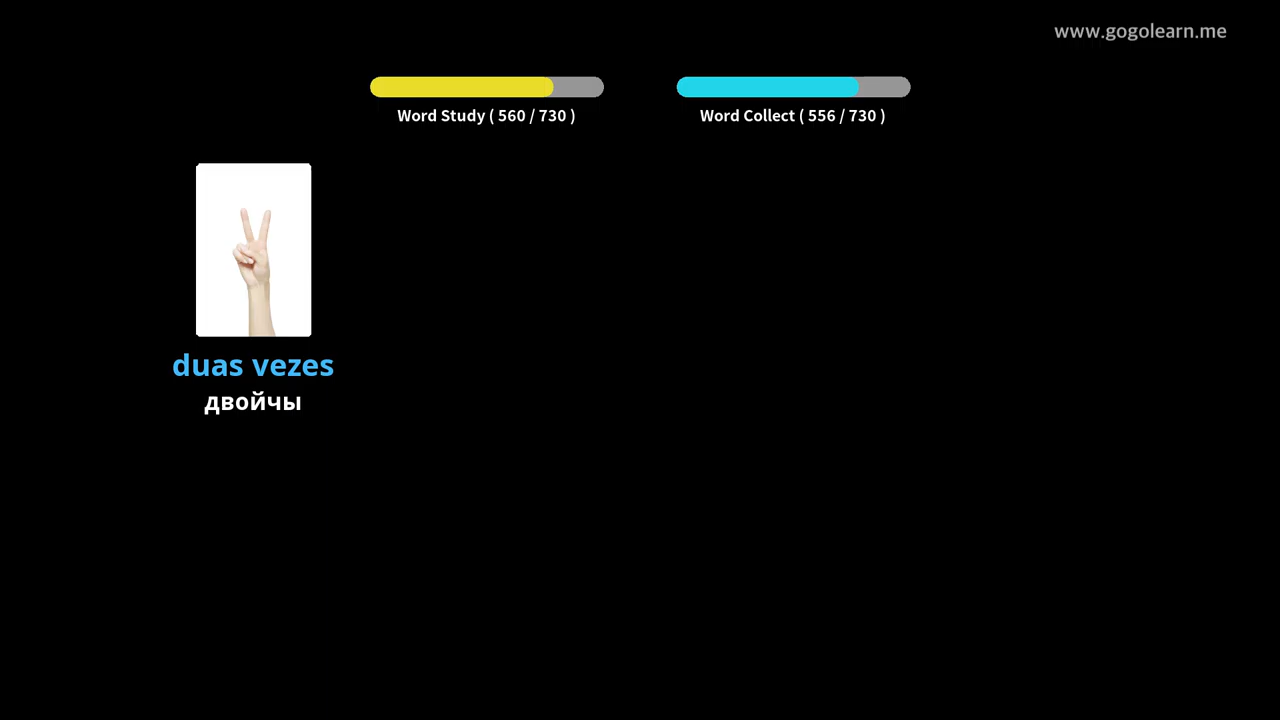 www.gogolearn.me
Word Study ( 560 / 730 )
Word Collect ( 556 / 730 )
duas vezes
двойчы